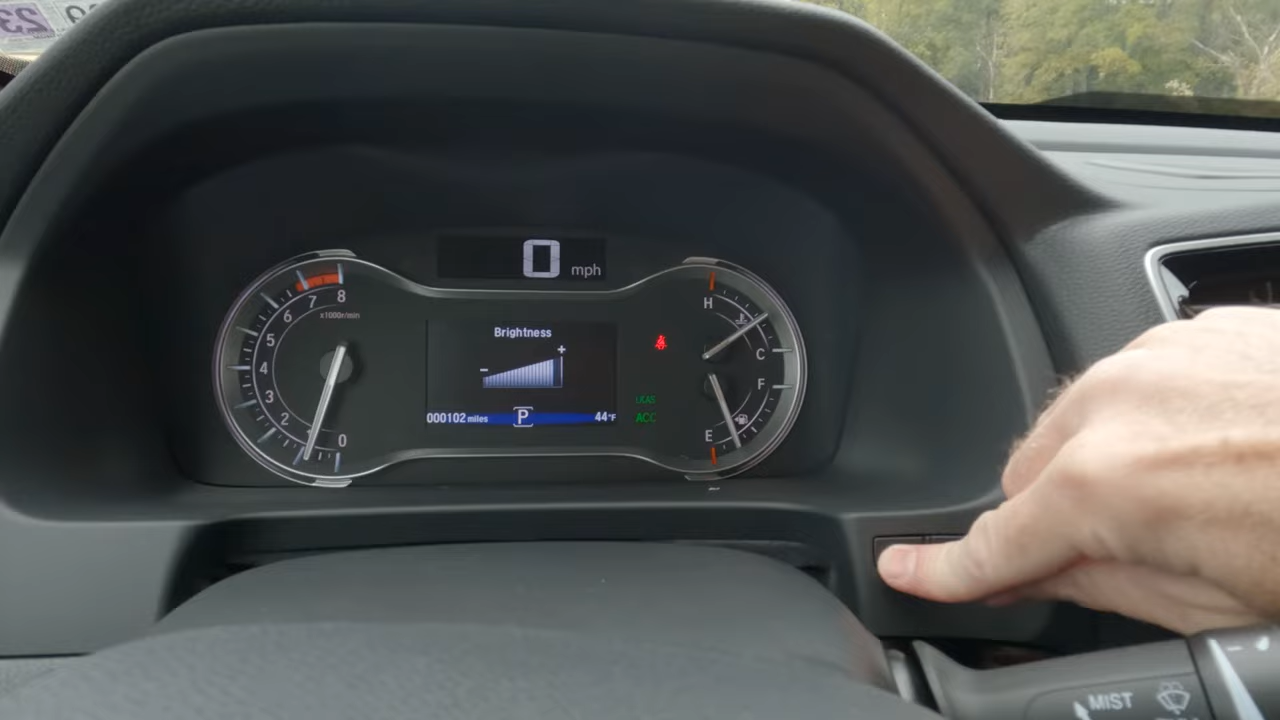 23
0 mph
8
7
6
x1000r/min
5
4
3
2
0
Brightness
- +
000102 miles P 44°F
LKAS
ACC
H
C
F
E
MIST